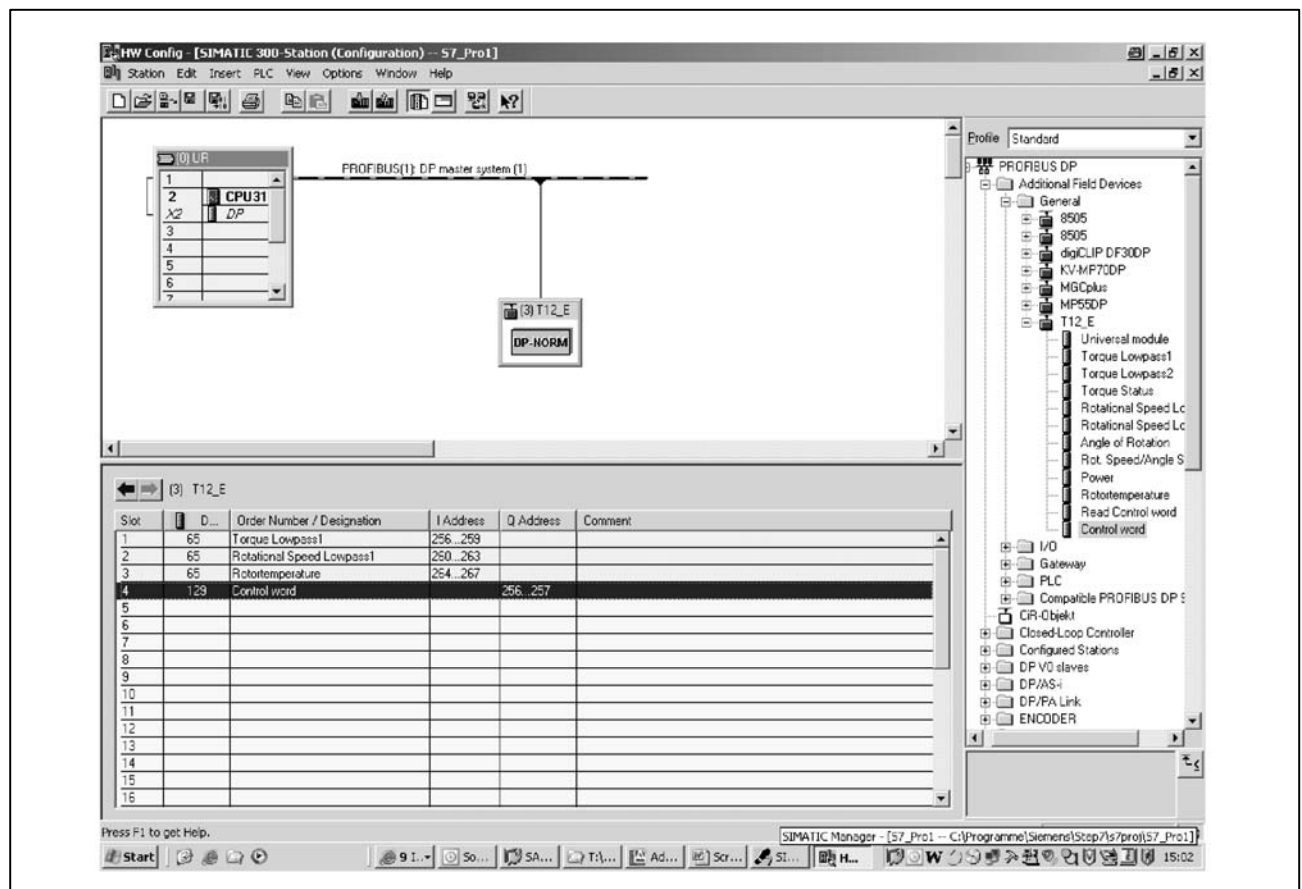 HW Config - [SIMATIC 300-Station (Configuration) -- S7_Pro1]
Station Edit Insert PLC View Options Window Help
(0) UR
1
2 CPU31
X2 DP
3
4
5
6
7
PROFIBUS(1): DP master system (1)
(3) T12_E
DP-NORM
Profile Standard
PROFIBUS DP
Additional Field Devices
General
8505
8505
digiCLIP DF30DP
KV-MP70DP
MGCplus
MP55DP
T12_E
Universal module
Torque Lowpass1
Torque Lowpass2
Torque Status
Rotational Speed Lo
Rotational Speed Lo
Angle of Rotation
Rot. Speed/Angle S
Power
Rotortemperature
Read Control word
Control word
I/O
Gateway
PLC
Compatible PROFIBUS DP S
CiR-Objekt
Closed-Loop Controller
Configured Stations
DP V0 slaves
DP/AS-i
DP/PA Link
ENCODER
(3) T12_E
Slot D... Order Number / Designation I Address Q Address Comment
1 65 Torque Lowpass1 256...259
2 65 Rotational Speed Lowpass1 260...263
3 65 Rotortemperature 264...267
4 129 Control word 256...257
5
6
7
8
9
10
11
12
13
14
15
16
Press F1 to get Help.
SIMATIC Manager - [S7_Pro1 -- C:\Programme\Siemens\Step7\s7proj\S7_Pro1]
Start 9 I... So... SA... T:\... Ad... Scr... SI... H... W 15:02